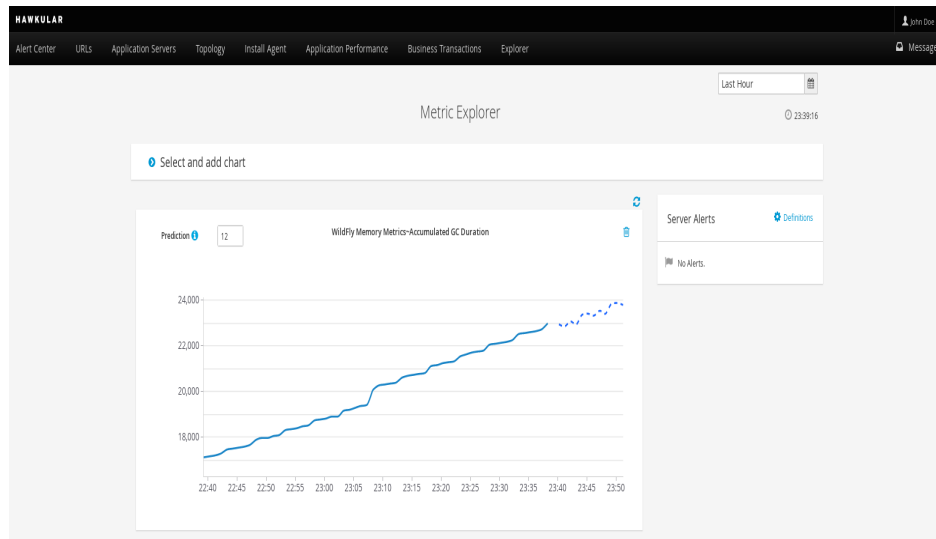 HAWKULAR
John Doe
Alert Center URLs Application Servers Topology Install Agent Application Performance Business Transactions Explorer
Message
Last Hour
Metric Explorer
23:39:16
Select and add chart
Server Alerts Definitions
Prediction 12 WildFly Memory Metrics~Accumulated GC Duration
No Alerts.
24,000
22,000
20,000
18,000
22:40 22:45 22:50 22:55 23:00 23:05 23:10 23:15 23:20 23:25 23:30 23:35 23:40 23:45 23:50